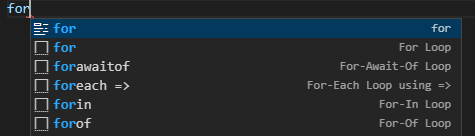 for
for for
for For Loop
forawaitof For-Await-Of Loop
foreach => For-Each Loop using =>
forin For-In Loop
forof For-Of Loop